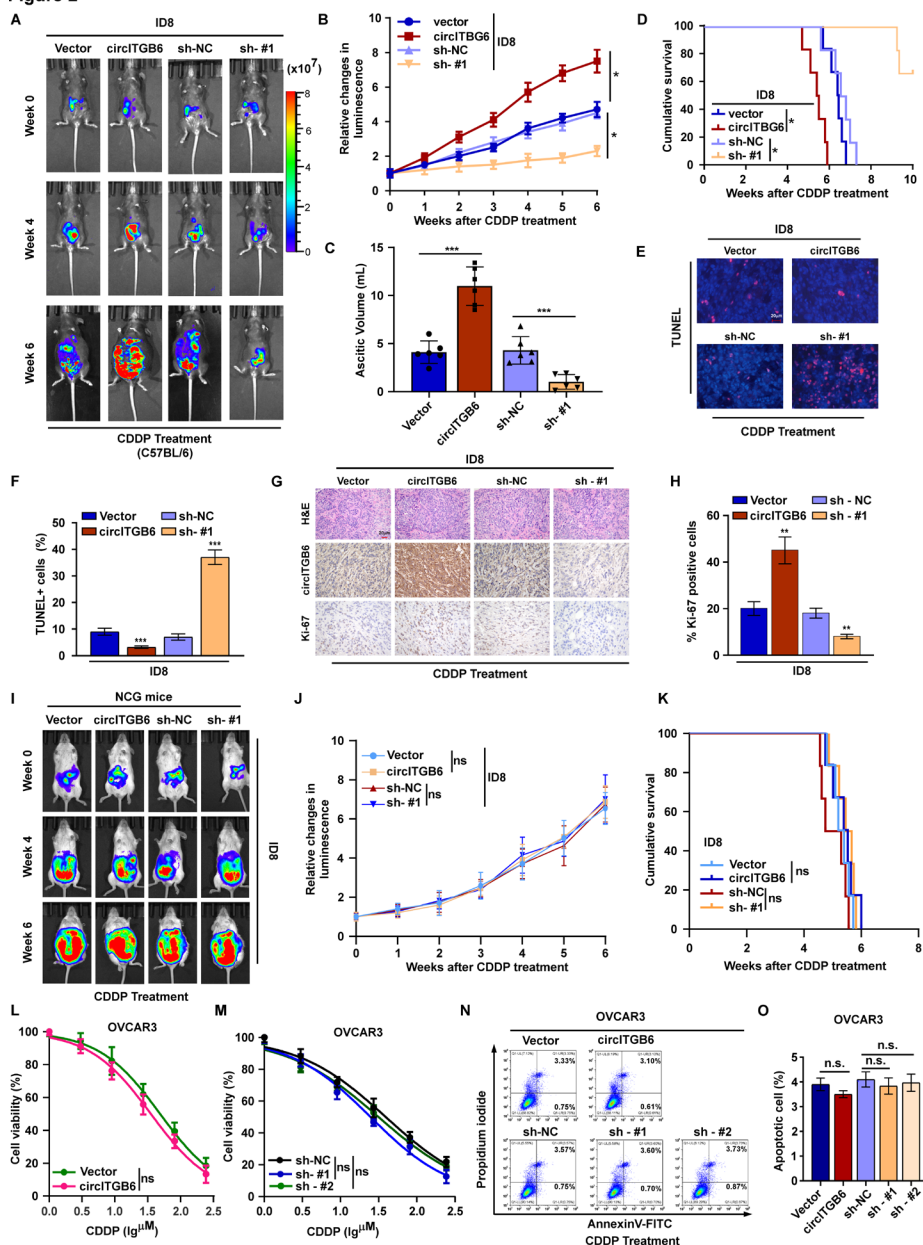 A
ID8
Vector
circITGB6
sh-NC
sh- #1
(x10⁷)
8
6
4
2
0
Week 0
Week 4
Week 6
CDDP Treatment
(C57BL/6)
B
vector
circITBG6
sh-NC
sh- #1
ID8
Relative changes in
luminescence
10
8
6
4
2
0
*
*
0 1 2 3 4 5 6
Weeks after CDDP treatment
C
Ascitic Volume (mL)
15
10
5
0
***
***
Vector
circITGB6
sh-NC
sh- #1
D
Cumulative survival
100
80
60
40
20
0
ID8
vector
circITBG6
sh-NC
sh- #1
*
*
0 2 4 6 8 10
Weeks after CDDP treatment
E
ID8
Vector
circITGB6
TUNEL
20μm
sh-NC
sh- #1
CDDP Treatment
F
Vector
circITGB6
sh-NC
sh- #1
TUNEL+ cells (%)
50
40
30
20
10
0
***
***
ID8
G
ID8
Vector
circITGB6
sh-NC
sh - #1
H&E
circITGB6
Ki-67
CDDP Treatment
H
Vector
circITGB6
sh - NC
sh - #1
% Ki-67 positive cells
60
40
20
0
**
**
ID8
I
NCG mice
Vector
circITGB6
sh-NC
sh- #1
Week 0
Week 4
Week 6
ID8
CDDP Treatment
J
Vector
circITGB6
sh-NC
sh- #1
ns
ns
ID8
Relative changes in
luminescence
10
8
6
4
2
0
0 1 2 3 4 5 6
Weeks after CDDP treatment
K
Cumulative survival
100
80
60
40
20
0
ID8
Vector
circITGB6
sh-NC
sh- #1
ns
ns
0 2 4 6 8
Weeks after CDDP treatment
L
OVCAR3
Cell viability (%)
100
80
60
40
20
0
Vector
circITGB6
ns
0.0 0.5 1.0 1.5 2.0 2.5
CDDP (lgμM)
M
OVCAR3
Cell viability (%)
100
80
60
40
20
0
sh-NC
sh- #1
sh - #2
ns
ns
0.0 0.5 1.0 1.5 2.0 2.5
CDDP (lgμM)
N
OVCAR3
Vector
circITGB6
3.33%
0.75%
3.10%
0.61%
Propidium iodide
sh-NC
sh - #1
sh - #2
3.57%
0.75%
3.60%
0.70%
3.73%
0.87%
AnnexinV-FITC
CDDP Treatment
O
OVCAR3
Apoptotic cell (%)
5
4
3
2
1
0
n.s.
n.s.
n.s.
Vector
circITGB6
sh-NC
sh - #1
sh - #2